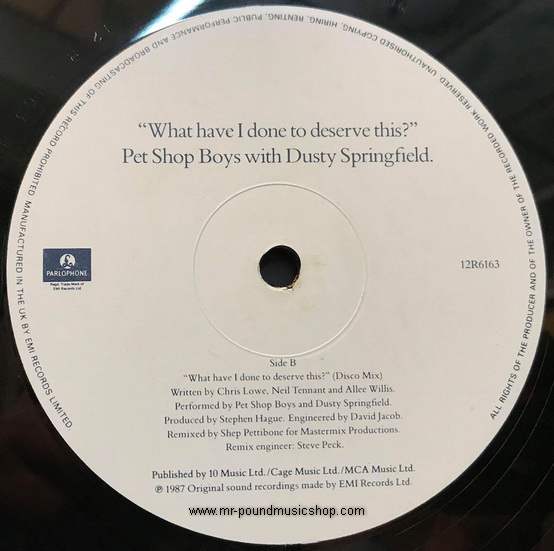 “What have I done to deserve this?”
Pet Shop Boys with Dusty Springfield.
PARLOPHONE
Regd. Trade Mark of
EMI Records Ltd
12R6163
Side B
“What have I done to deserve this?” (Disco Mix)
Written by Chris Lowe, Neil Tennant and Allee Willis.
Performed by Pet Shop Boys and Dusty Springfield.
Produced by Stephen Hague. Engineered by David Jacob.
Remixed by Shep Pettibone for Mastermix Productions.
Remix engineer: Steve Peck.
Published by 10 Music Ltd./Cage Music Ltd./MCA Music Ltd.
℗ 1987 Original sound recordings made by EMI Records Ltd.
ALL RIGHTS OF THE PRODUCER AND OF THE OWNER OF THE RECORDED WORK RESERVED. UNAUTHORISED COPYING, HIRING, RENTING, PUBLIC PERFORMANCE AND BROADCASTING OF THIS RECORD PROHIBITED. MANUFACTURED IN THE UK BY EMI RECORDS LIMITED
www.mr-poundmusicshop.com